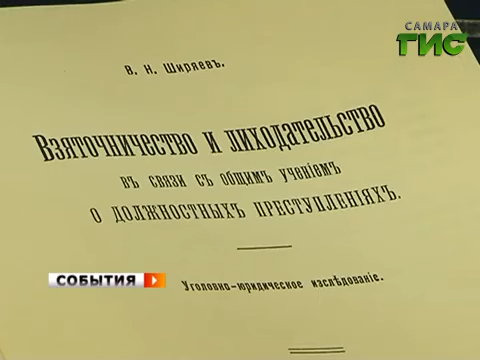 САМАРА
ГИС
В. Н. Ширяевъ.
Взяточничество и лиходательство
въ связи съ общимъ ученіемъ
о должностныхъ преступленіяхъ.
СОБЫТИЯ
Уголовно-юридическое изслѣдованіе.